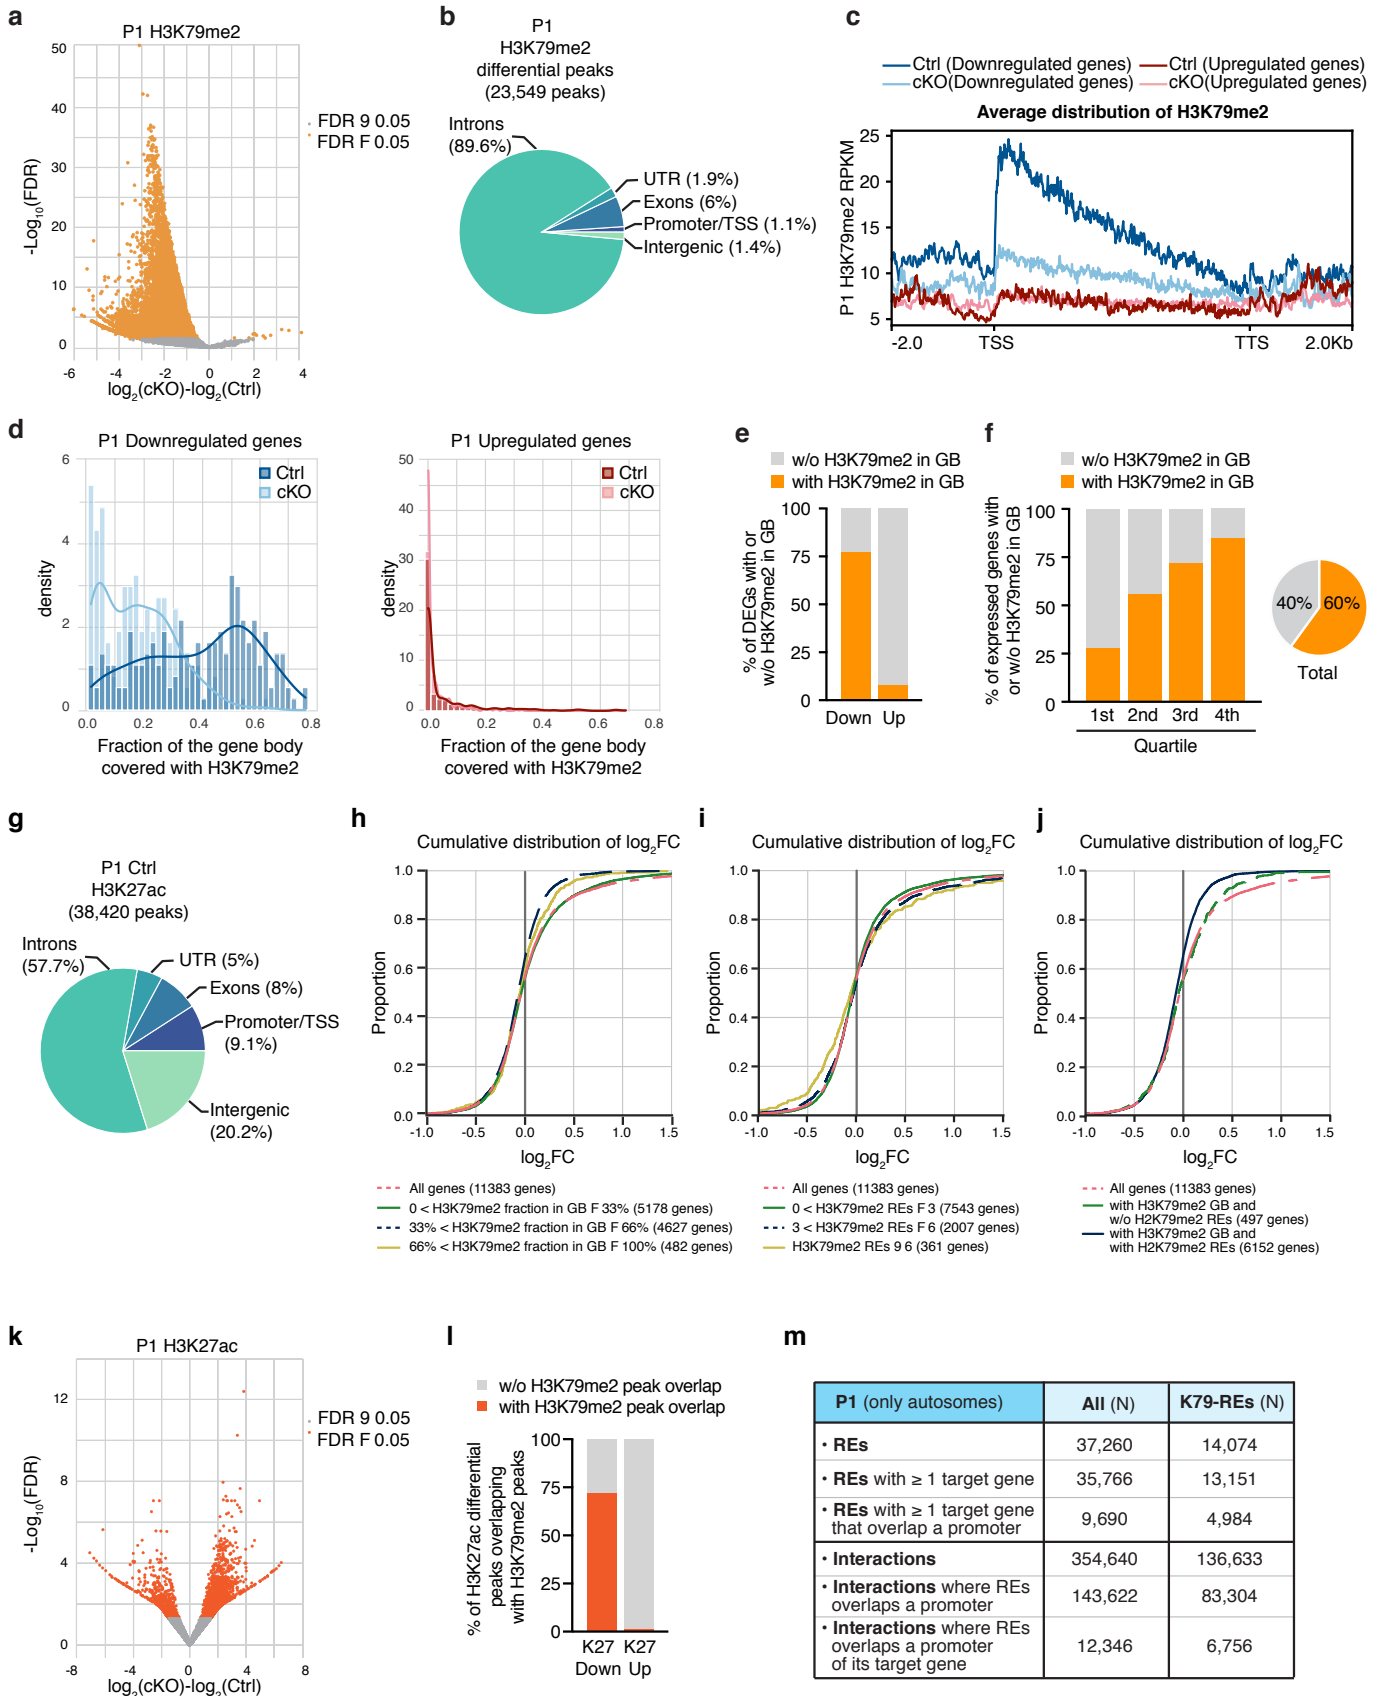 a
P1 H3K79me2
50
40
30
20
10
0
-Log10(FDR)
-6
-4
-2
0
2
4
log2(cKO)-log2(Ctrl)
FDR 9 0.05
FDR F 0.05
b
P1
H3K79me2
differential peaks
(23,549 peaks)
Introns
(89.6%)
UTR (1.9%)
Exons (6%)
Promoter/TSS (1.1%)
Intergenic (1.4%)
c
Ctrl (Downregulated genes)
Ctrl (Upregulated genes)
cKO(Downregulated genes)
cKO(Upregulated genes)
Average distribution of H3K79me2
P1 H3K79me2 RPKM
25
20
15
10
5
-2.0
TSS
TTS
2.0Kb
d
P1 Downregulated genes
Ctrl
cKO
density
6
4
2
0
0.0
0.2
0.4
0.6
0.8
Fraction of the gene body
covered with H3K79me2
P1 Upregulated genes
Ctrl
cKO
density
50
40
30
20
10
0
0.0
0.2
0.4
0.6
0.8
Fraction of the gene body
covered with H3K79me2
e
w/o H3K79me2 in GB
with H3K79me2 in GB
% of DEGs with or
w/o H3K79me2 in GB
100
75
50
25
0
Down
Up
f
w/o H3K79me2 in GB
with H3K79me2 in GB
% of expressed genes with
or w/o H3K79me2 in GB
100
75
50
25
0
1st
2nd
3rd
4th
Quartile
40%
60%
Total
g
P1 Ctrl
H3K27ac
(38,420 peaks)
Introns
(57.7%)
UTR (5%)
Exons (8%)
Promoter/TSS
(9.1%)
Intergenic
(20.2%)
h
Cumulative distribution of log2FC
Proportion
1.0
0.8
0.6
0.4
0.2
0.0
-1.0
-0.5
0.0
0.5
1.0
1.5
log2FC
All genes (11383 genes)
0 < H3K79me2 fraction in GB F 33% (5178 genes)
33% < H3K79me2 fraction in GB F 66% (4627 genes)
66% < H3K79me2 fraction in GB F 100% (482 genes)
i
Cumulative distribution of log2FC
Proportion
1.0
0.8
0.6
0.4
0.2
0.0
-1.0
-0.5
0.0
0.5
1.0
1.5
log2FC
All genes (11383 genes)
0 < H3K79me2 REs F 3 (7543 genes)
3 < H3K79me2 REs F 6 (2007 genes)
H3K79me2 REs 9 6 (361 genes)
j
Cumulative distribution of log2FC
Proportion
1.0
0.8
0.6
0.4
0.2
0.0
-1.0
-0.5
0.0
0.5
1.0
1.5
log2FC
All genes (11383 genes)
with H3K79me2 GB and
w/o H2K79me2 REs (497 genes)
with H3K79me2 GB and
with H2K79me2 REs (6152 genes)
k
P1 H3K27ac
-Log10(FDR)
12
8
4
0
-8
-4
0
4
8
log2(cKO)-log2(Ctrl)
FDR 9 0.05
FDR F 0.05
l
w/o H3K79me2 peak overlap
with H3K79me2 peak overlap
% of H3K27ac differential
peaks overlapping
with H3K79me2 peaks
100
75
50
25
0
K27 K27
Down Up
m
P1 (only autosomes) All (N) K79-REs (N)
• REs 37,260 14,074
• REs with ≥ 1 target gene 35,766 13,151
• REs with ≥ 1 target gene
that overlap a promoter 9,690 4,984
• Interactions 354,640 136,633
• Interactions where REs
overlaps a promoter 143,622 83,304
• Interactions where REs
overlaps a promoter 12,346 6,756
of its target gene